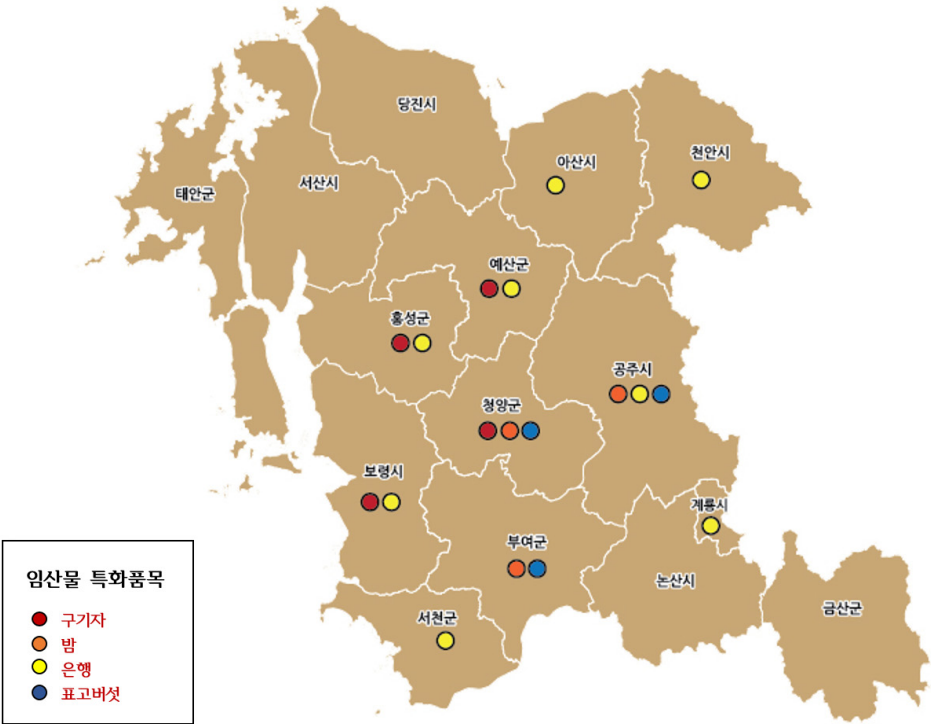 당진시
아산시
천안시
서산시
태안군
예산군
홍성군
공주시
청양군
보령시
계룡시
부여군
논산시
금산군
서천군
임산물 특화품목
구기자
밤
은행
표고버섯